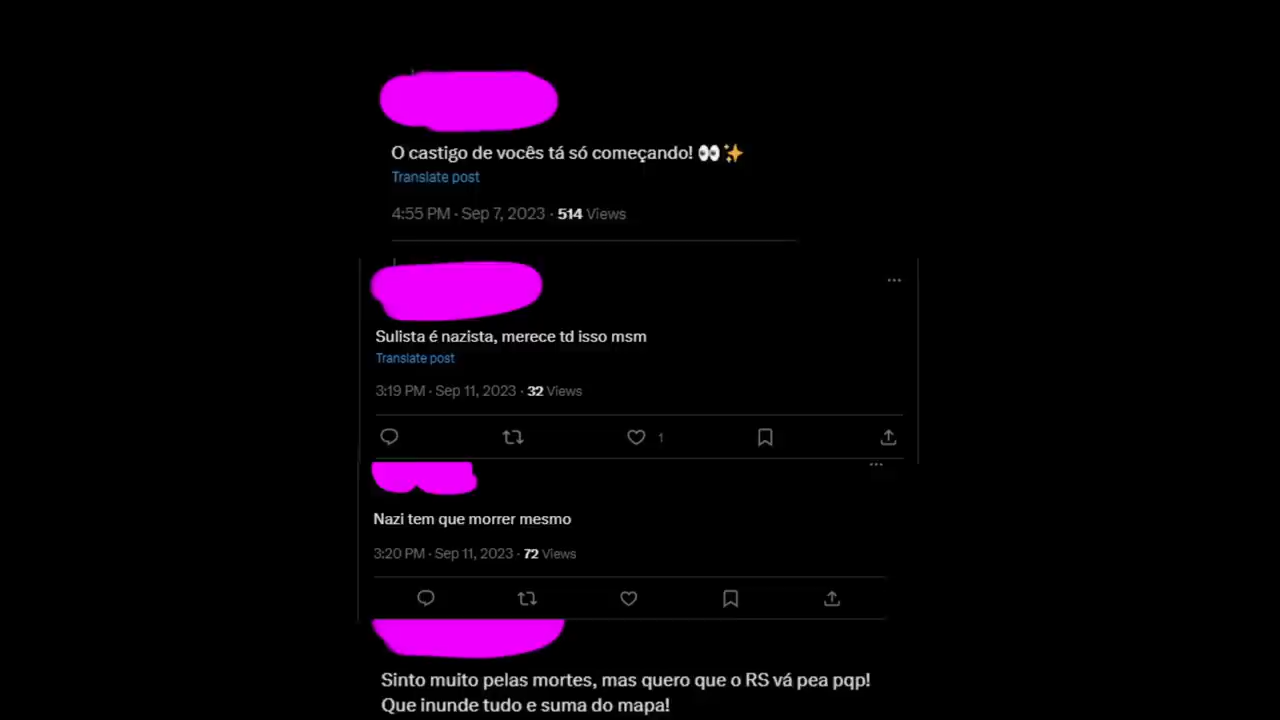 O castigo de vocês tá só começando! 👀✨
Translate post
4:55 PM · Sep 7, 2023 · 514 Views
Sulista é nazista, merece td isso msm
Translate post
3:19 PM · Sep 11, 2023 · 32 Views
1
Nazi tem que morrer mesmo
3:20 PM · Sep 11, 2023 · 72 Views
Sinto muito pelas mortes, mas quero que o RS vá pea pqp!
Que inunde tudo e suma do mapa!